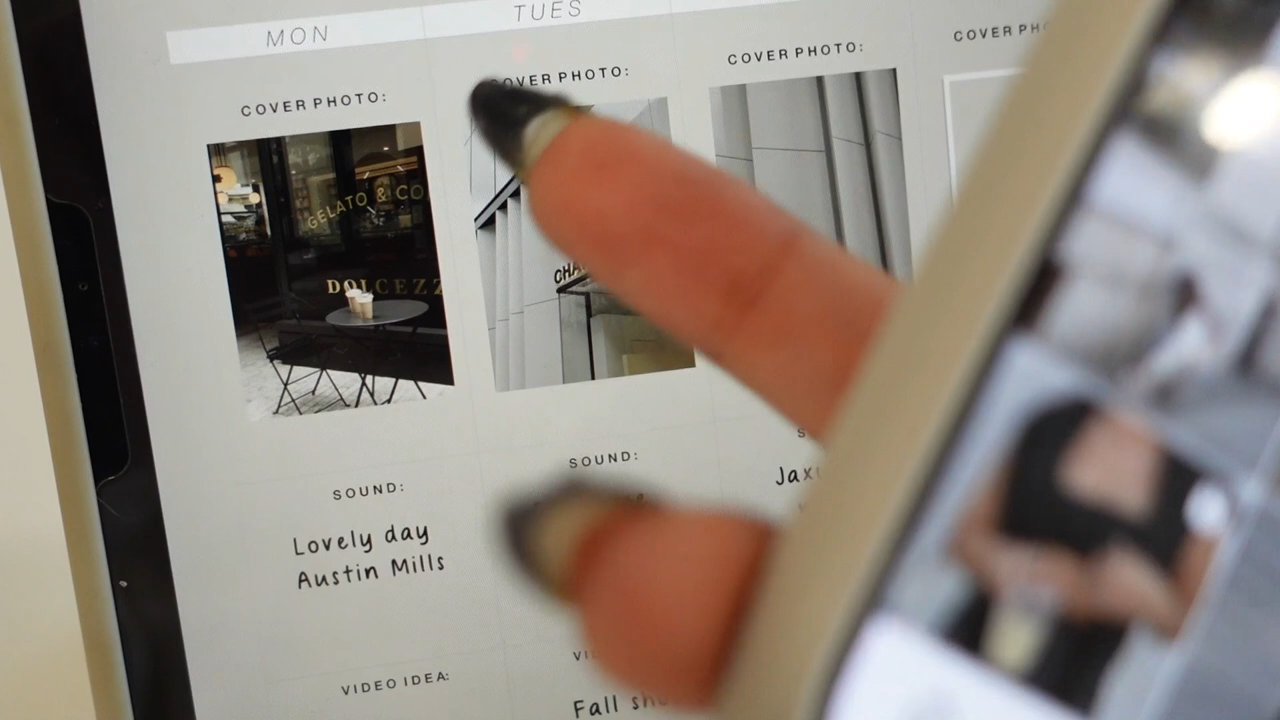 MON
TUES
COVER PHOTO:
COVER PHOTO:
COVER PHOTO:
COVER
GELATO & CO
DOLCEZZ
SOUND:
Lovely day
Austin Mills
SOUND:
VIDEO IDEA:
Fall